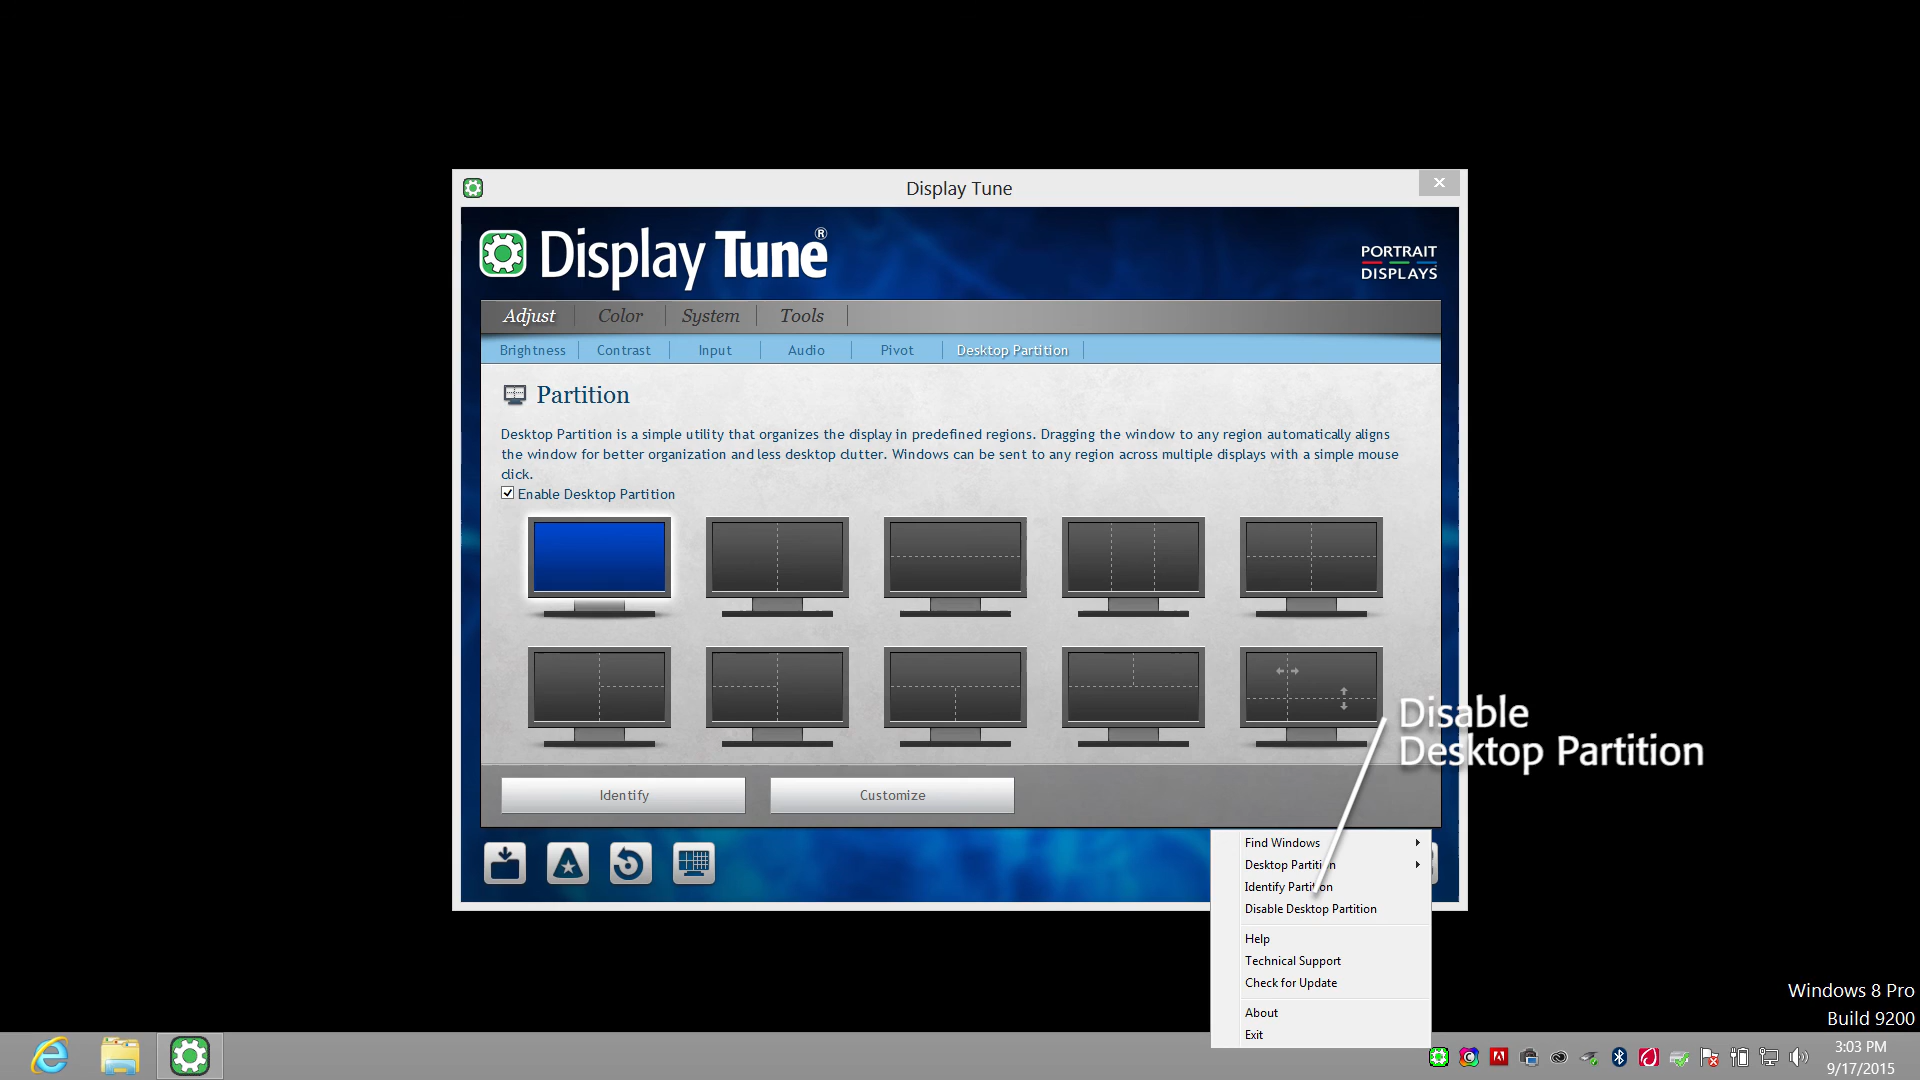 Display Tune
Display Tune®
PORTRAIT
DISPLAYS
Adjust
Color
System
Tools
Brightness
Contrast
Input
Audio
Pivot
Desktop Partition
Partition
Desktop Partition is a simple utility that organizes the display in predefined regions. Dragging the window to any region automatically aligns
the window for better organization and less desktop clutter. Windows can be sent to any region across multiple displays with a simple mouse
click.
Enable Desktop Partition
Disable
Desktop Partition
Identify
Customize
Find Windows
Desktop Partition
Identify Partition
Disable Desktop Partition
Help
Technical Support
Check for Update
About
Exit
Windows 8 Pro
Build 9200
3:03 PM
9/17/2015